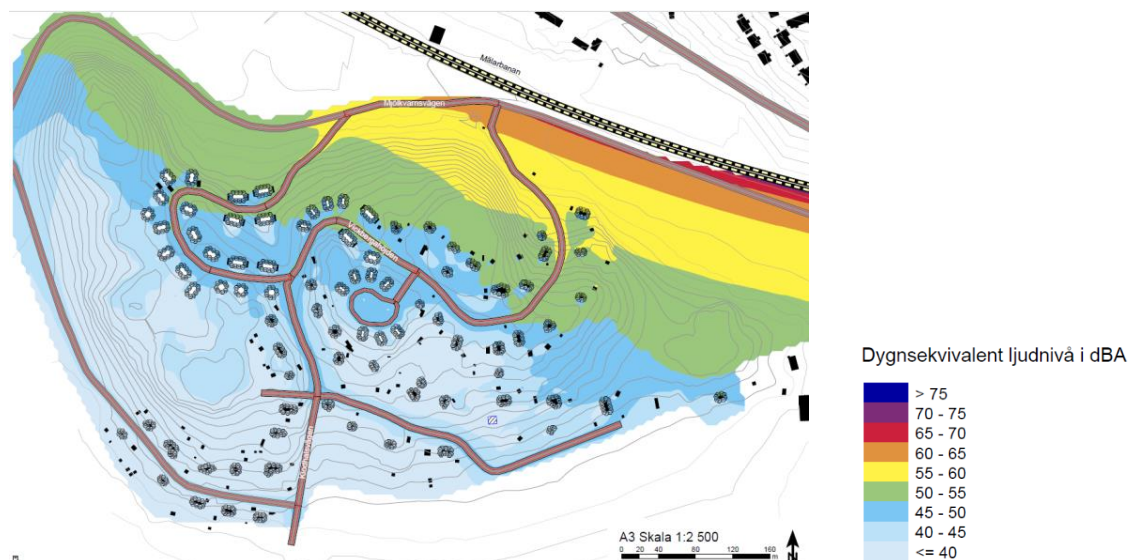 Mälarbanan
Mjölkvarnsvägen
Klockhällsvägen
A3 Skala 1:2 500
0 20 40 80 120 160
m
Dygnsekvivalent ljudnivå i dBA
> 75
70 - 75
65 - 70
60 - 65
55 - 60
50 - 55
45 - 50
40 - 45
<= 40